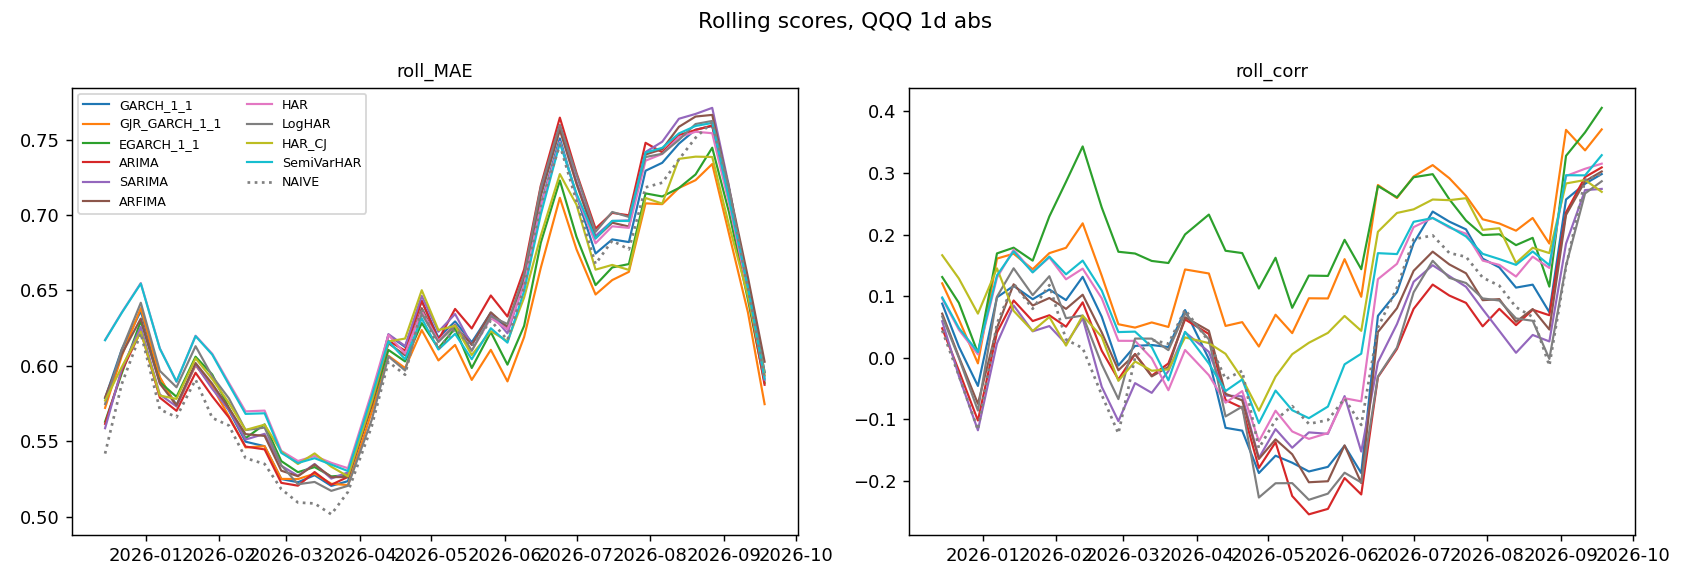 Rolling scores, QQQ 1d abs
roll_MAE
GARCH_1_1
GJR_GARCH_1_1
EGARCH_1_1
ARIMA
SARIMA
ARFIMA
HAR
LogHAR
HAR_CJ
SemiVarHAR
NAIVE
0.75
0.70
0.65
0.60
0.55
0.50
2026-01
2026-02
2026-03
2026-04
2026-05
2026-06
2026-07
2026-08
2026-09
2026-10
roll_corr
0.4
0.3
0.2
0.1
0.0
−0.1
−0.2
2026-01
2026-02
2026-03
2026-04
2026-05
2026-06
2026-07
2026-08
2026-09
2026-10